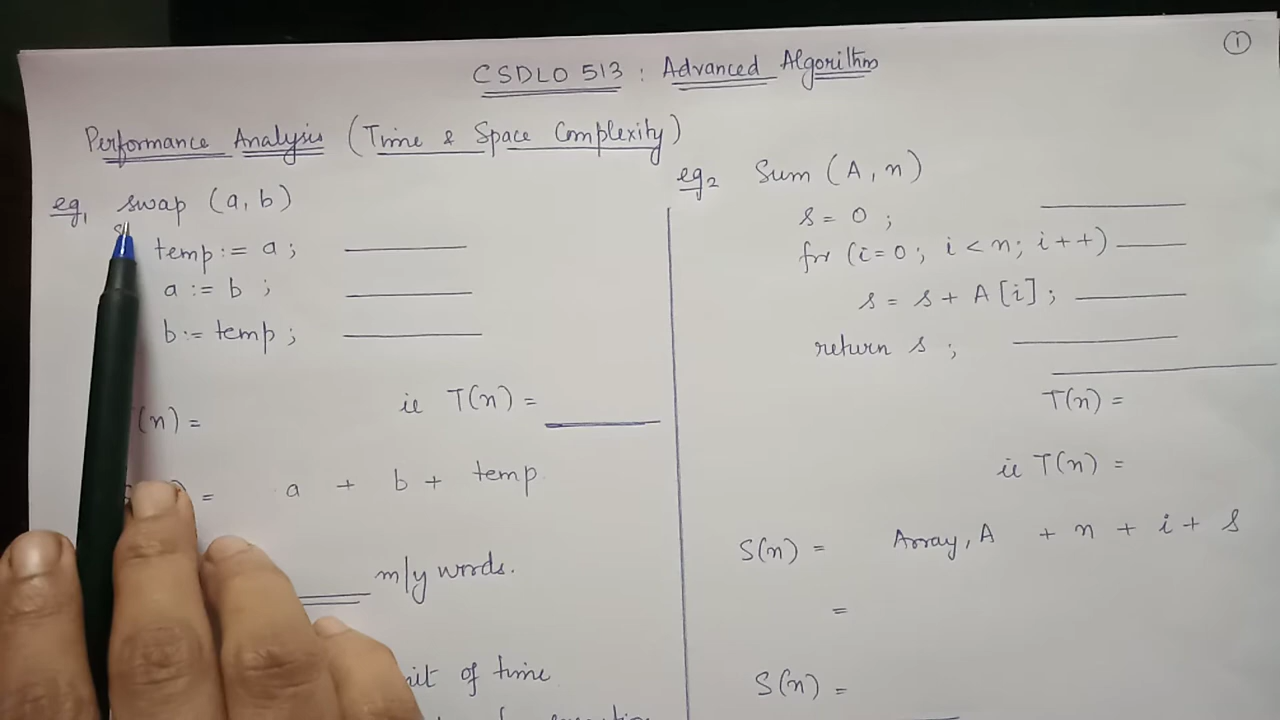 1
CSDLO 513 : Advanced Algorithm
Performance Analysis (Time & Space Complexity)
eg1 swap (a, b)
temp := a ;
a := b ;
b := temp ;
(n) =
ie T(n) =
= a + b + temp
m/y words.
of time
eg2 Sum (A, n)
s = 0 ;
for (i=0 ; i < n; i++)
s = s + A[i] ;
return s ;
T(n) =
ie T(n) =
S(n) = Array, A + n + i + s
=
S(n) =